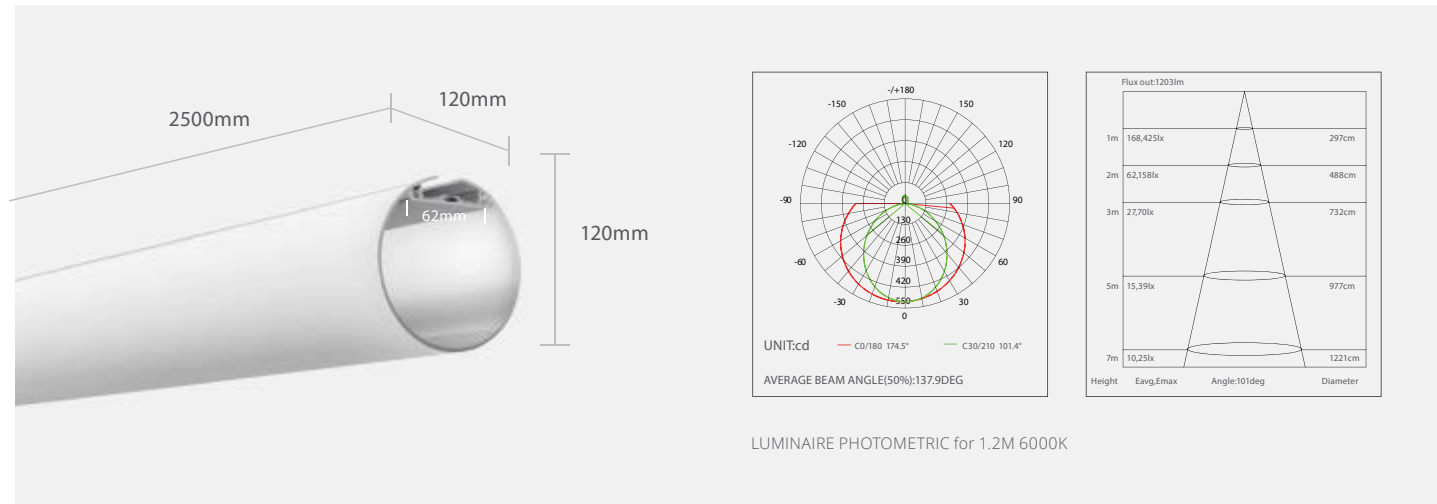 2500mm
120mm
62mm
120mm
-/+180
-150
150
-120
120
-90
0
90
130
-60
260
60
390
420
-30
550
30
0
UNIT:cd
C0/180 174.5°
C30/210 101.4°
AVERAGE BEAM ANGLE(50%):137.9DEG
Flux out:1203lm
1m 168,425lx 297cm
2m 62,158lx 488cm
3m 27,70lx 732cm
5m 15,39lx 977cm
7m 10,25lx 1221cm
Height Eavg,Emax Angle:101deg Diameter
LUMINAIRE PHOTOMETRIC for 1.2M 6000K